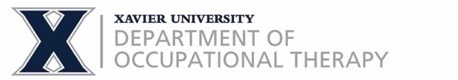 X
XAVIER UNIVERSITY
DEPARTMENT OF
OCCUPATIONAL THERAPY